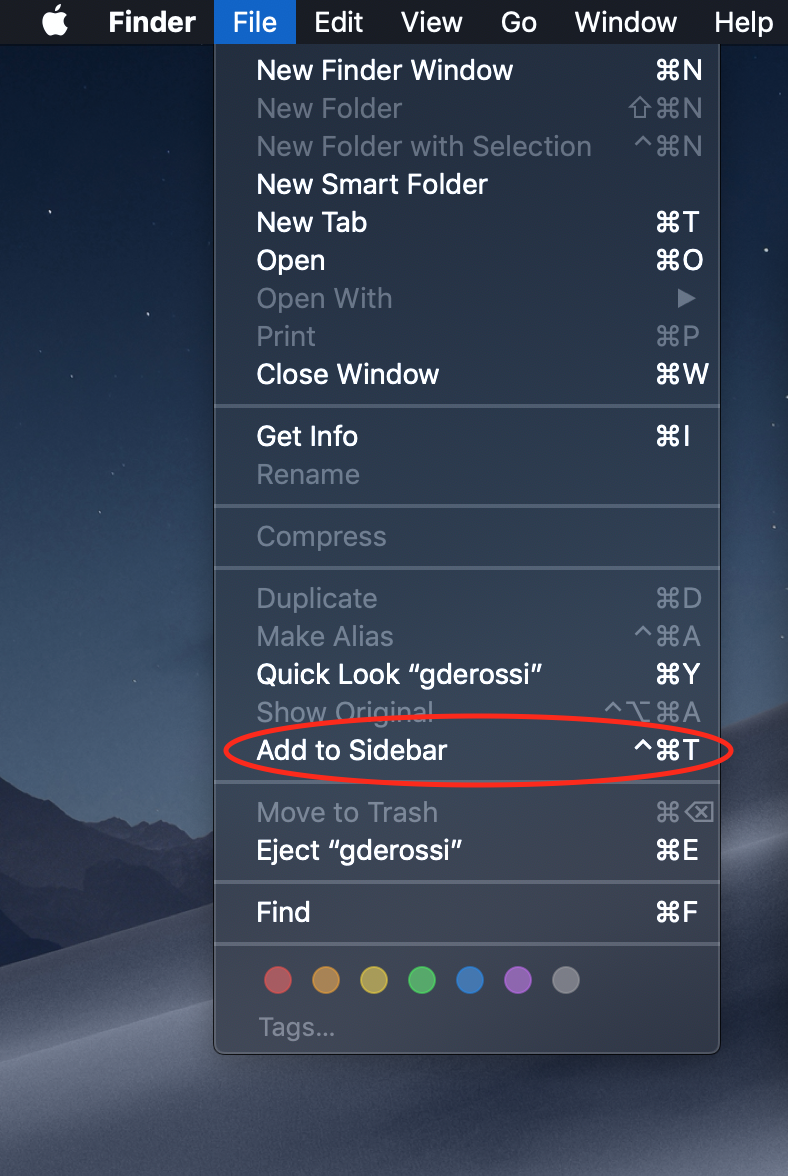 Finder File Edit View Go Window Help
New Finder Window ⌘N
New Folder ⇧⌘N
New Folder with Selection ^⌘N
New Smart Folder
New Tab ⌘T
Open ⌘O
Open With ▶
Print ⌘P
Close Window ⌘W
Get Info ⌘I
Rename
Compress
Duplicate ⌘D
Make Alias ^⌘A
Quick Look “gderossi” ⌘Y
Show Original ^⌥⌘A
Add to Sidebar ^⌘T
Move to Trash ⌘⌫
Eject “gderossi” ⌘E
Find ⌘F
Tags...